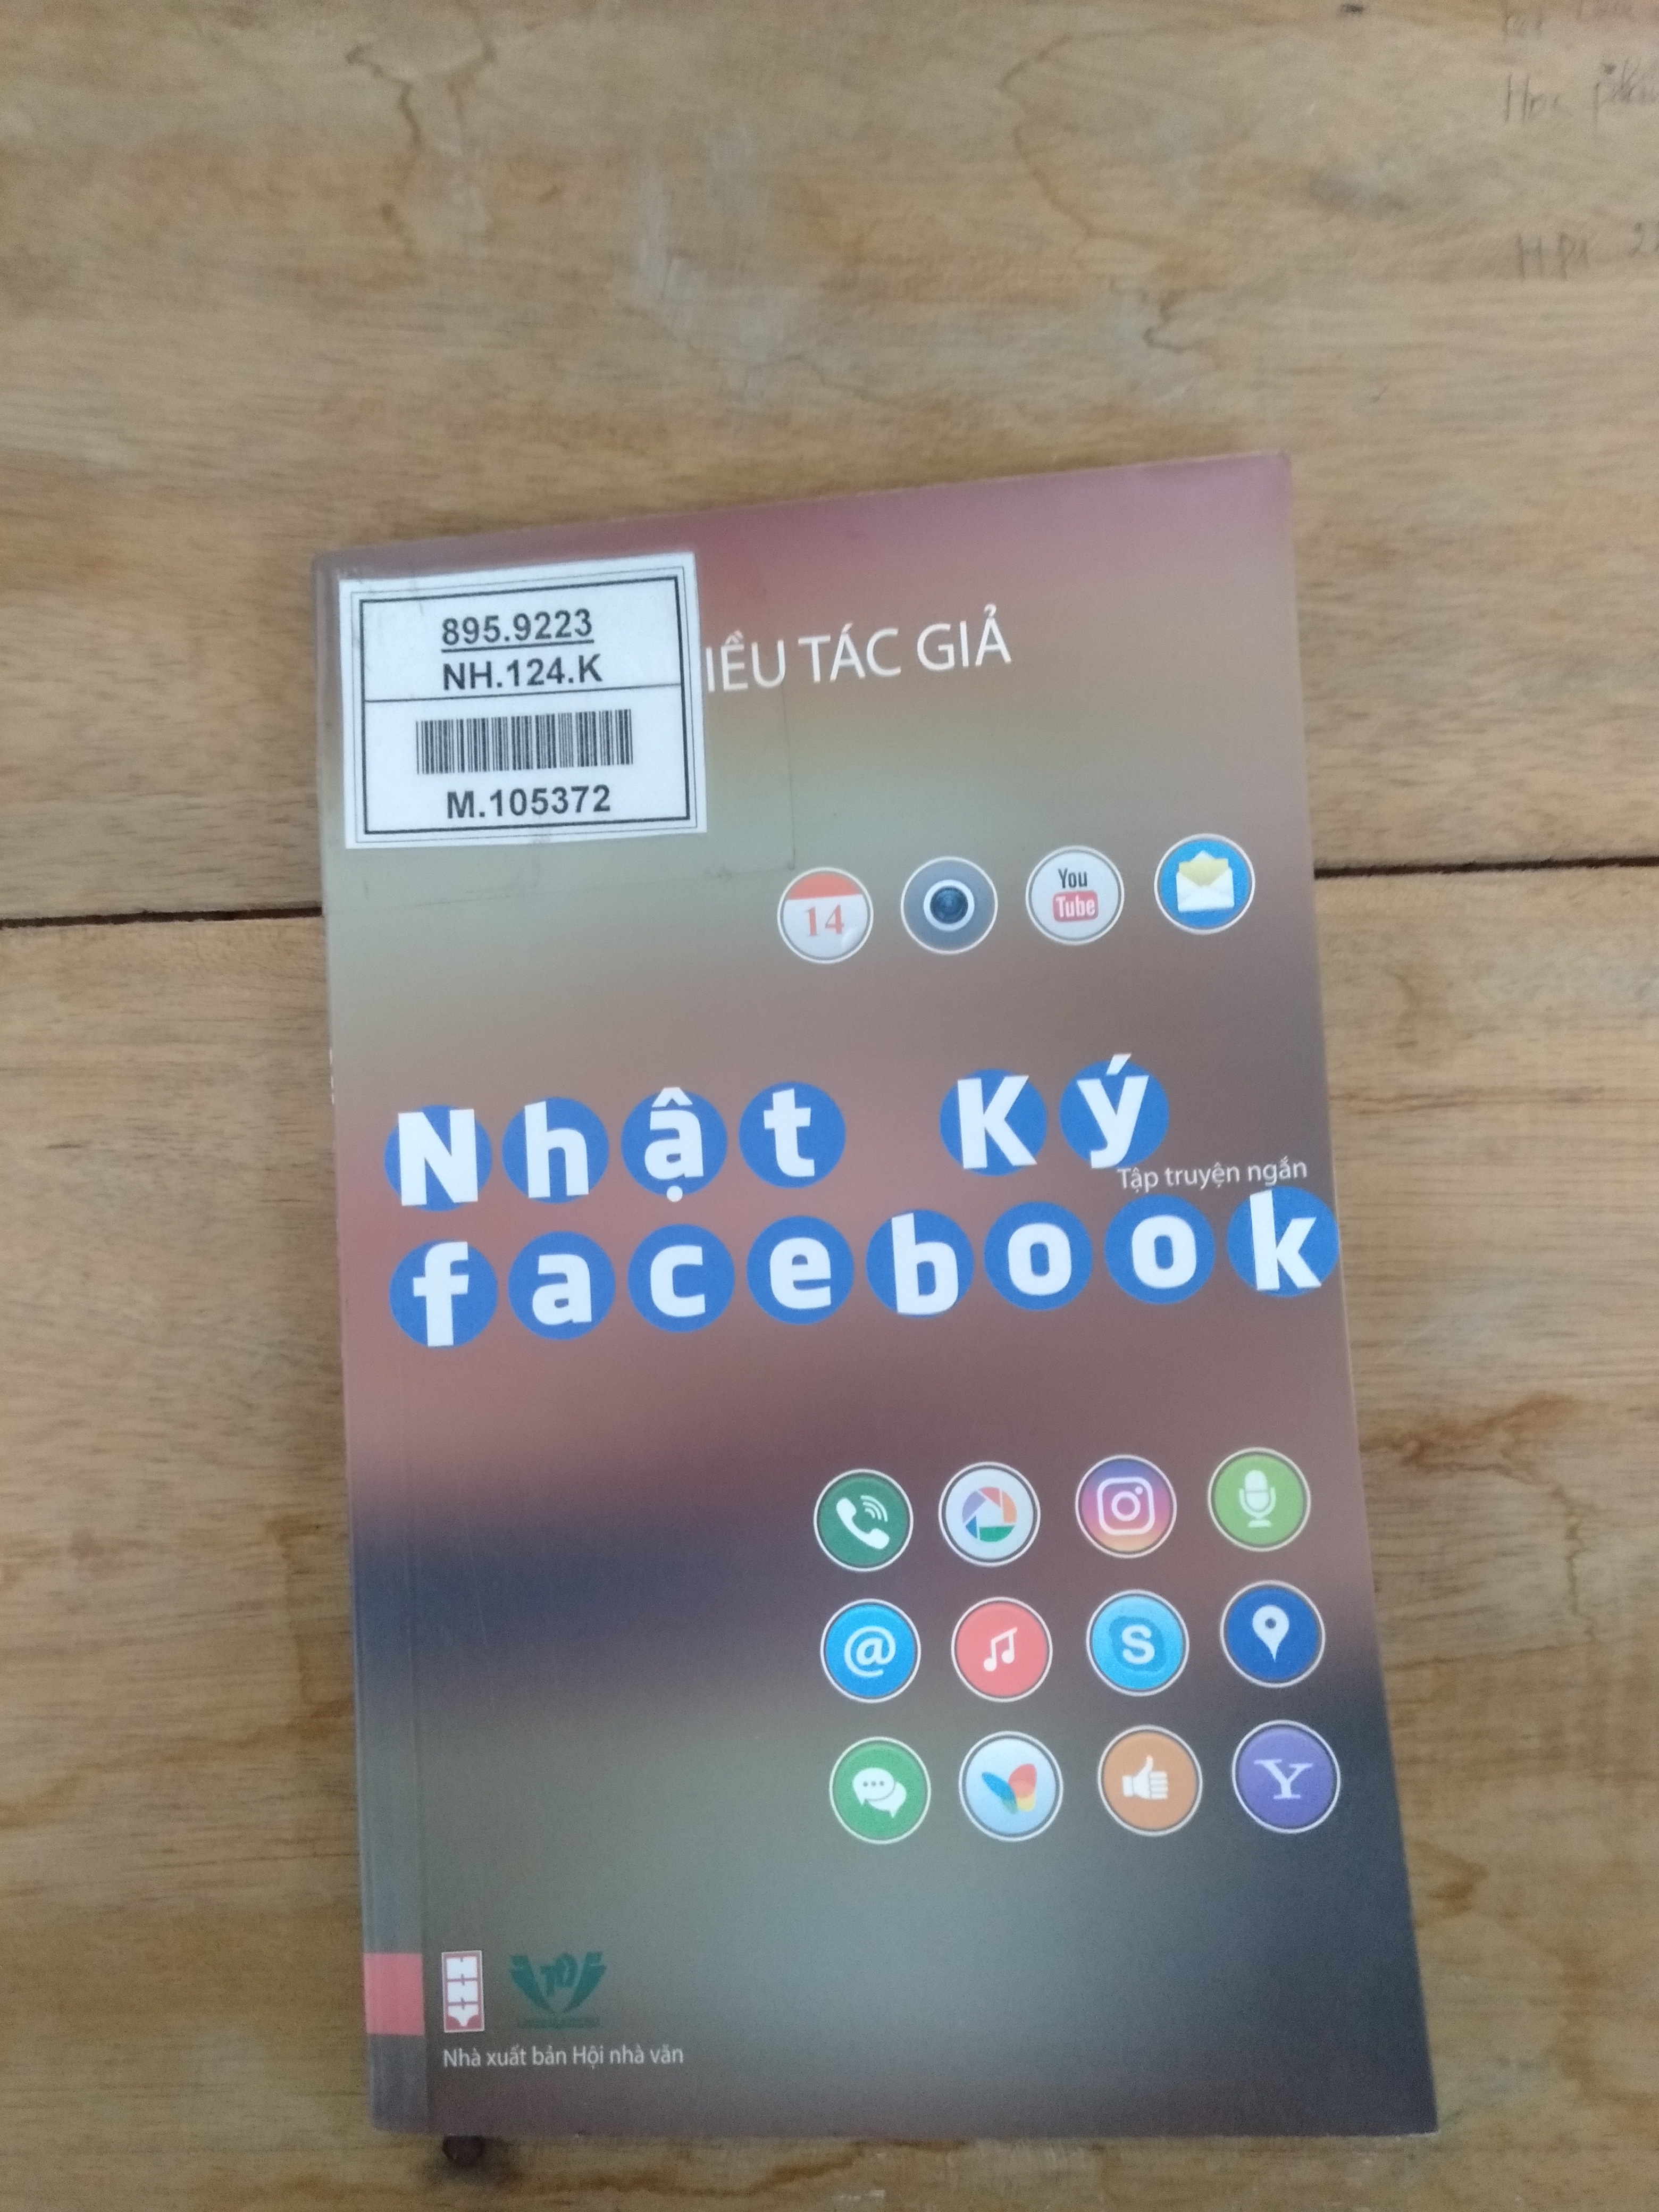 895.9223
NH.124.K
M.105372
IỀU TÁC GIẢ
14
You
Tube
Nhật Ký
Tập truyện ngắn
facebook
@
S
Y
HNV
Nhà xuất bản Hội nhà văn